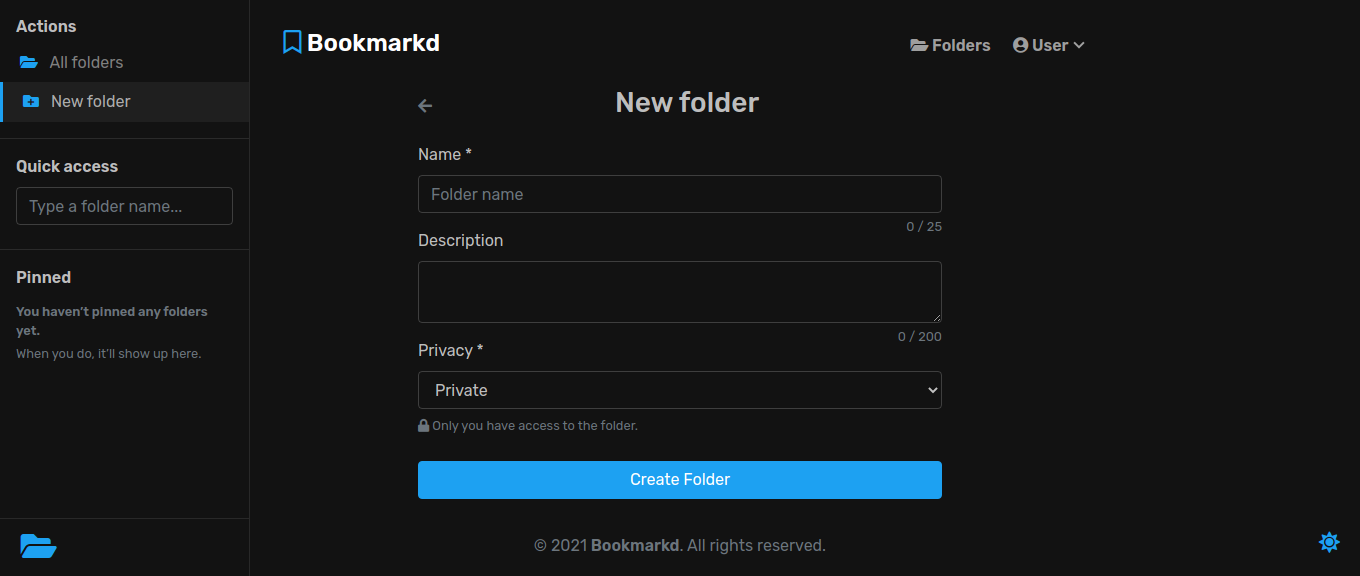 Actions
All folders
New folder
Quick access
Type a folder name...
Pinned
You haven’t pinned any folders
yet.
When you do, it’ll show up here.
Bookmarkd
Folders
User
New folder
Name *
Folder name
0 / 25
Description
0 / 200
Privacy *
Private
Only you have access to the folder.
Create Folder
© 2021 Bookmarkd. All rights reserved.